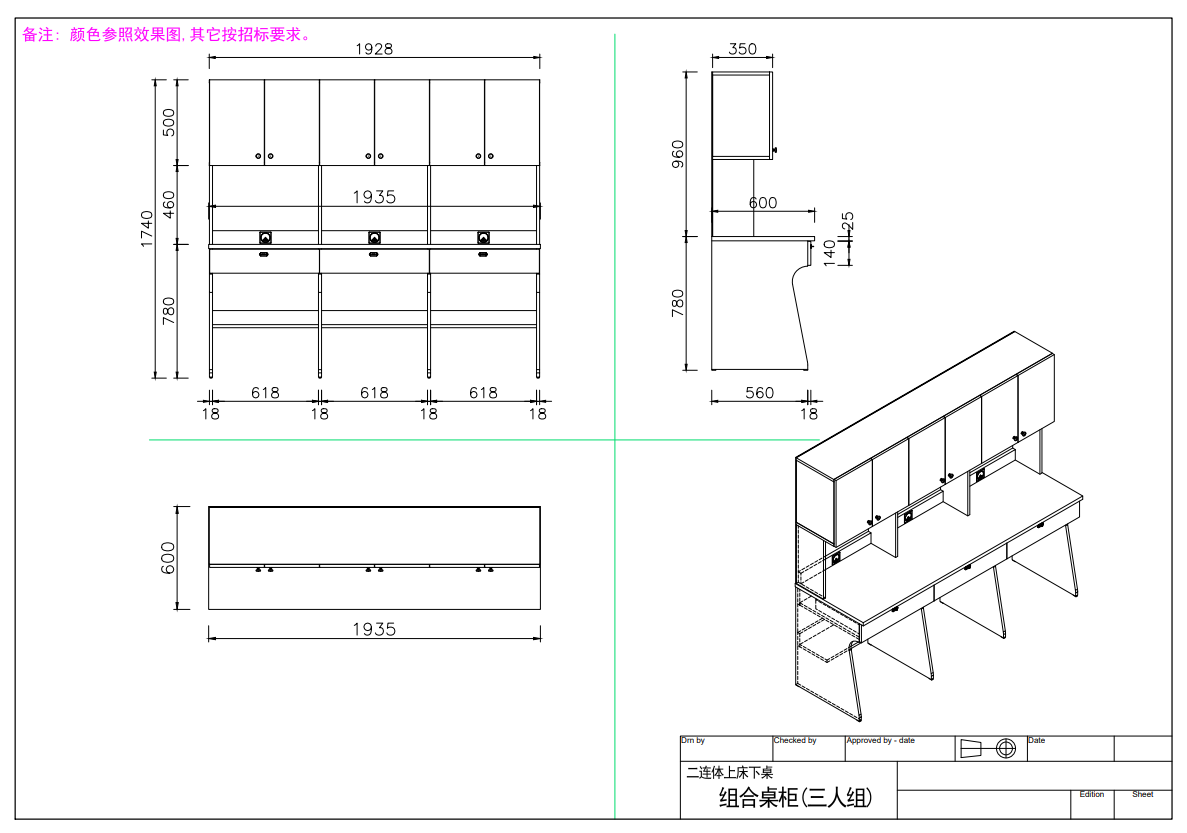 备注: 颜色参照效果图,其它按招标要求。
1928
350
500
960
460
1935
600
1740
25
140
780
780
618
618
618
560
18
18
18
18
18
600
1935
Drn by
Checked by
Approved by - date
Date
二连体上床下桌
组合桌柜(三人组)
Edition
Sheet